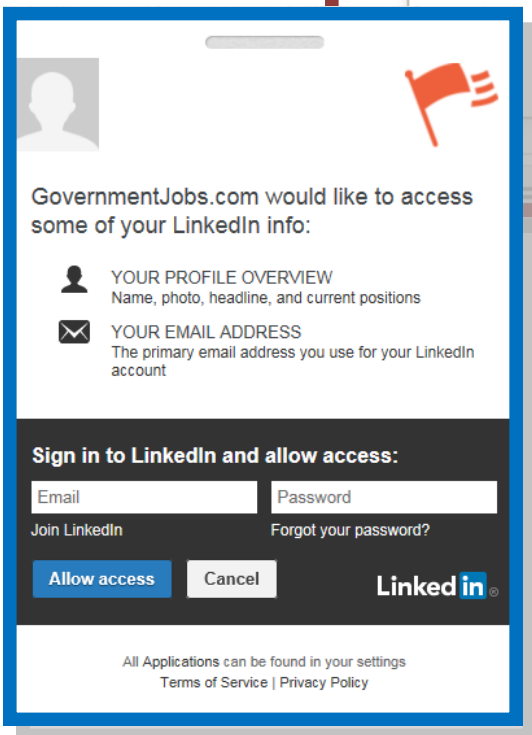 GovernmentJobs.com would like to access
some of your LinkedIn info:
YOUR PROFILE OVERVIEW
Name, photo, headline, and current positions
YOUR EMAIL ADDRESS
The primary email address you use for your LinkedIn
account
Sign in to LinkedIn and allow access:
Email Password
Join LinkedIn Forgot your password?
Allow access Cancel Linked in ®
All Applications can be found in your settings
Terms of Service | Privacy Policy